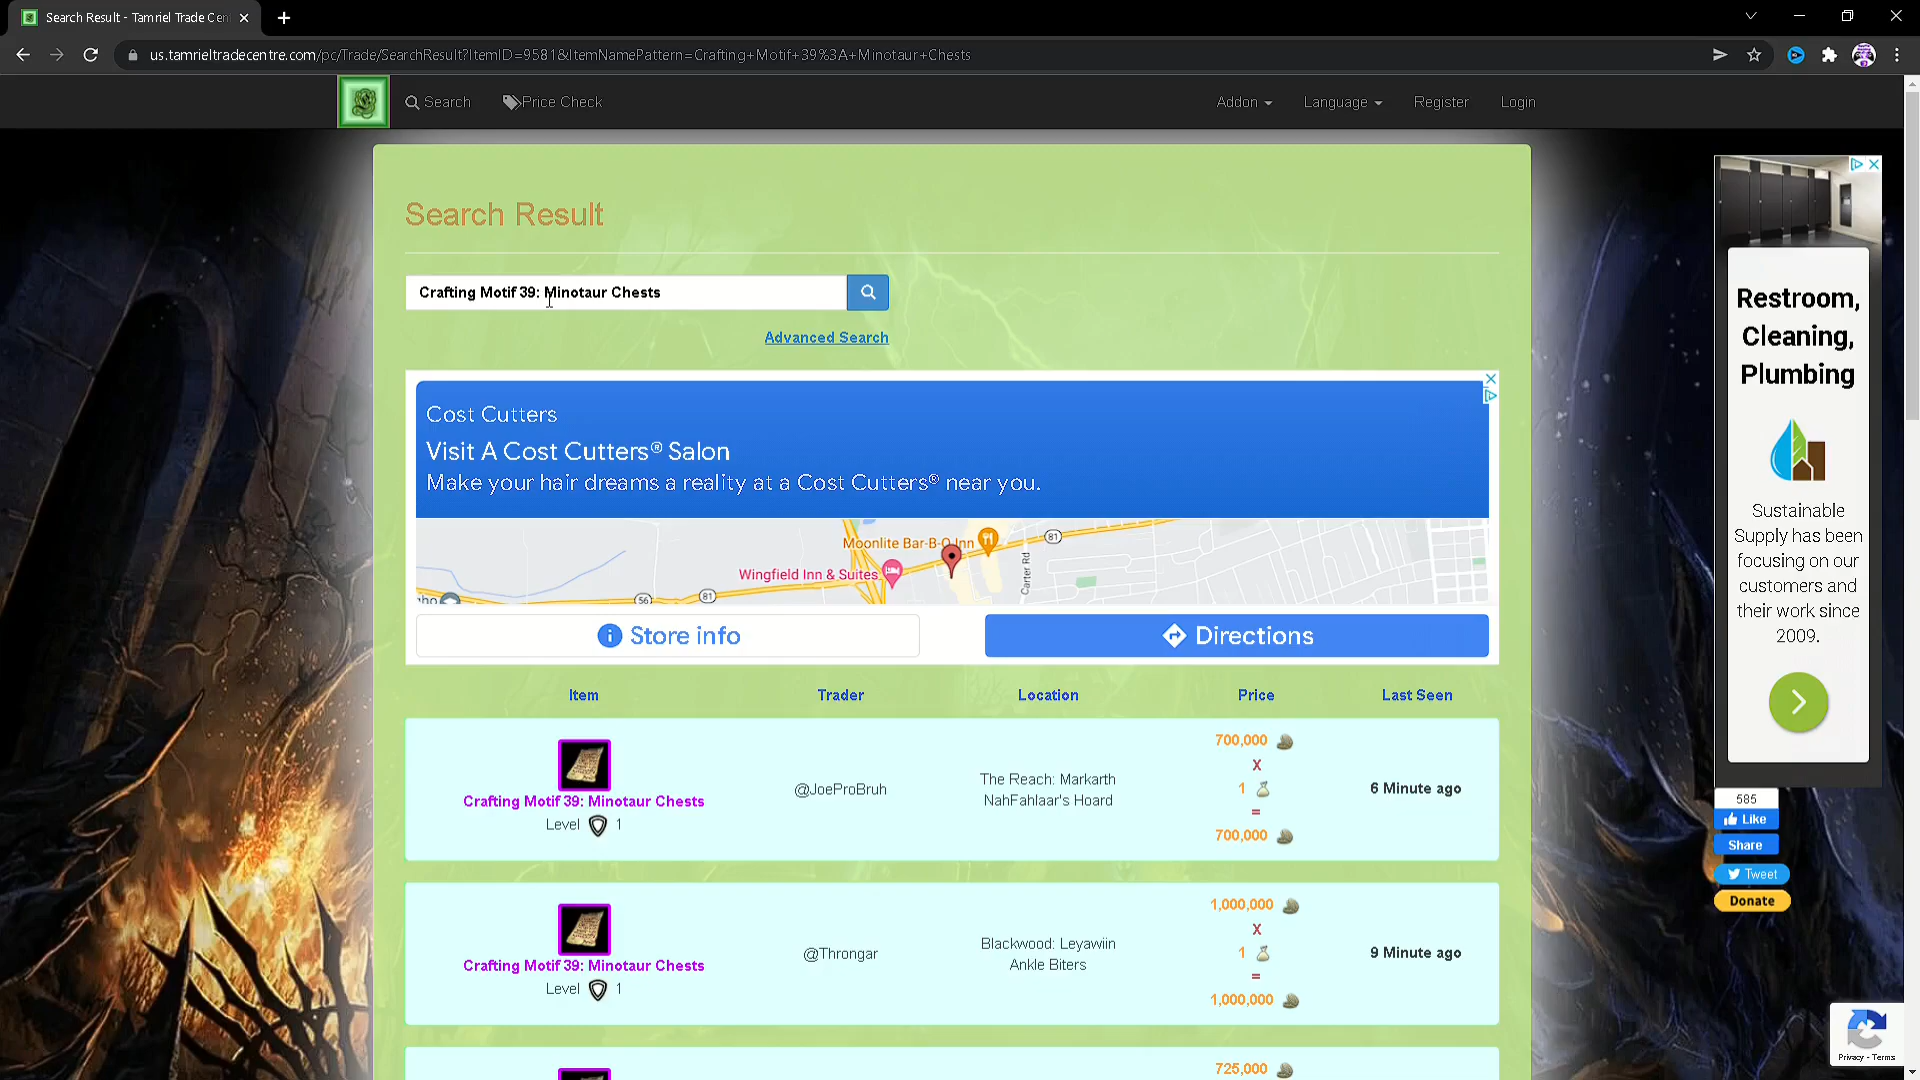 Search Result - Tamriel Trade Cen
us.tamrieltradecentre.com/pc/Trade/SearchResult?ItemID=9581&ItemNamePattern=Crafting+Motif+39%3A+Minotaur+Chests
Search
Price Check
Addon
Language
Register
Login
Search Result
Crafting Motif 39: Minotaur Chests
Advanced Search
Cost Cutters
Visit A Cost Cutters® Salon
Make your hair dreams a reality at a Cost Cutters® near you.
Moonlite Bar-B-Q Inn
Wingfield Inn & Suites
Carter Rd
81
56
81
Store info
Directions
Item Trader Location Price Last Seen
700,000
X
1
=
700,000
Crafting Motif 39: Minotaur Chests
Level 1
@JoeProBruh
The Reach: Markarth
NahFahlaar's Hoard
6 Minute ago
1,000,000
X
1
=
1,000,000
Crafting Motif 39: Minotaur Chests
Level 1
@Throngar
Blackwood: Leyawiin
Ankle Biters
9 Minute ago
725,000
Restroom,
Cleaning,
Plumbing
Sustainable
Supply has been
focusing on our
customers and
their work since
2009.
585
Like
Share
Tweet
Donate
Privacy - Terms